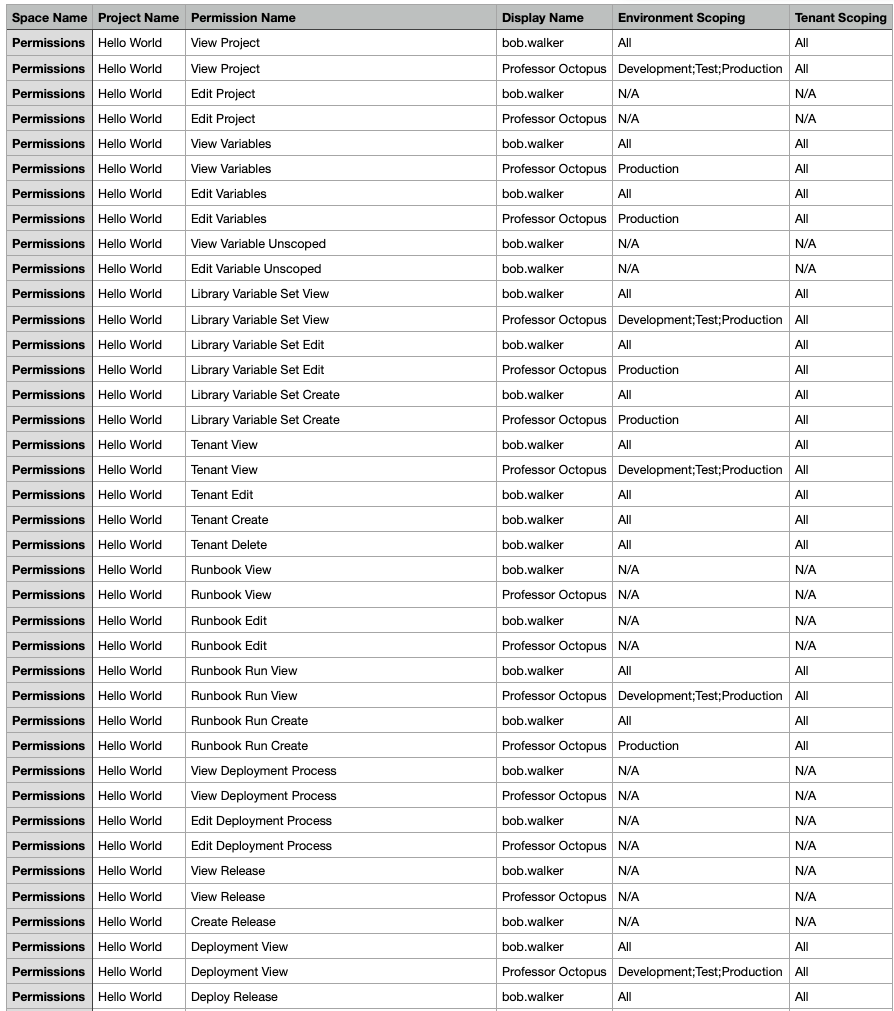 Space Name Project Name Permission Name Display Name Environment Scoping Tenant Scoping
Permissions Hello World View Project bob.walker All All
Permissions Hello World View Project Professor Octopus Development;Test;Production All
Permissions Hello World Edit Project bob.walker N/A N/A
Permissions Hello World Edit Project Professor Octopus N/A N/A
Permissions Hello World View Variables bob.walker All All
Permissions Hello World View Variables Professor Octopus Production All
Permissions Hello World Edit Variables bob.walker All All
Permissions Hello World Edit Variables Professor Octopus Production All
Permissions Hello World View Variable Unscoped bob.walker N/A N/A
Permissions Hello World Edit Variable Unscoped bob.walker N/A N/A
Permissions Hello World Library Variable Set View bob.walker All All
Permissions Hello World Library Variable Set View Professor Octopus Development;Test;Production All
Permissions Hello World Library Variable Set Edit bob.walker All All
Permissions Hello World Library Variable Set Edit Professor Octopus Production All
Permissions Hello World Library Variable Set Create bob.walker All All
Permissions Hello World Library Variable Set Create Professor Octopus Production All
Permissions Hello World Tenant View bob.walker All All
Permissions Hello World Tenant View Professor Octopus Development;Test;Production All
Permissions Hello World Tenant Edit bob.walker All All
Permissions Hello World Tenant Create bob.walker All All
Permissions Hello World Tenant Delete bob.walker All All
Permissions Hello World Runbook View bob.walker N/A N/A
Permissions Hello World Runbook View Professor Octopus N/A N/A
Permissions Hello World Runbook Edit bob.walker N/A N/A
Permissions Hello World Runbook Edit Professor Octopus N/A N/A
Permissions Hello World Runbook Run View bob.walker All All
Permissions Hello World Runbook Run View Professor Octopus Development;Test;Production All
Permissions Hello World Runbook Run Create bob.walker All All
Permissions Hello World Runbook Run Create Professor Octopus Production All
Permissions Hello World View Deployment Process bob.walker N/A N/A
Permissions Hello World View Deployment Process Professor Octopus N/A N/A
Permissions Hello World Edit Deployment Process bob.walker N/A N/A
Permissions Hello World Edit Deployment Process Professor Octopus N/A N/A
Permissions Hello World View Release bob.walker N/A N/A
Permissions Hello World View Release Professor Octopus N/A N/A
Permissions Hello World Create Release bob.walker N/A N/A
Permissions Hello World Deployment View bob.walker All All
Permissions Hello World Deployment View Professor Octopus Development;Test;Production All
Permissions Hello World Deploy Release bob.walker All All